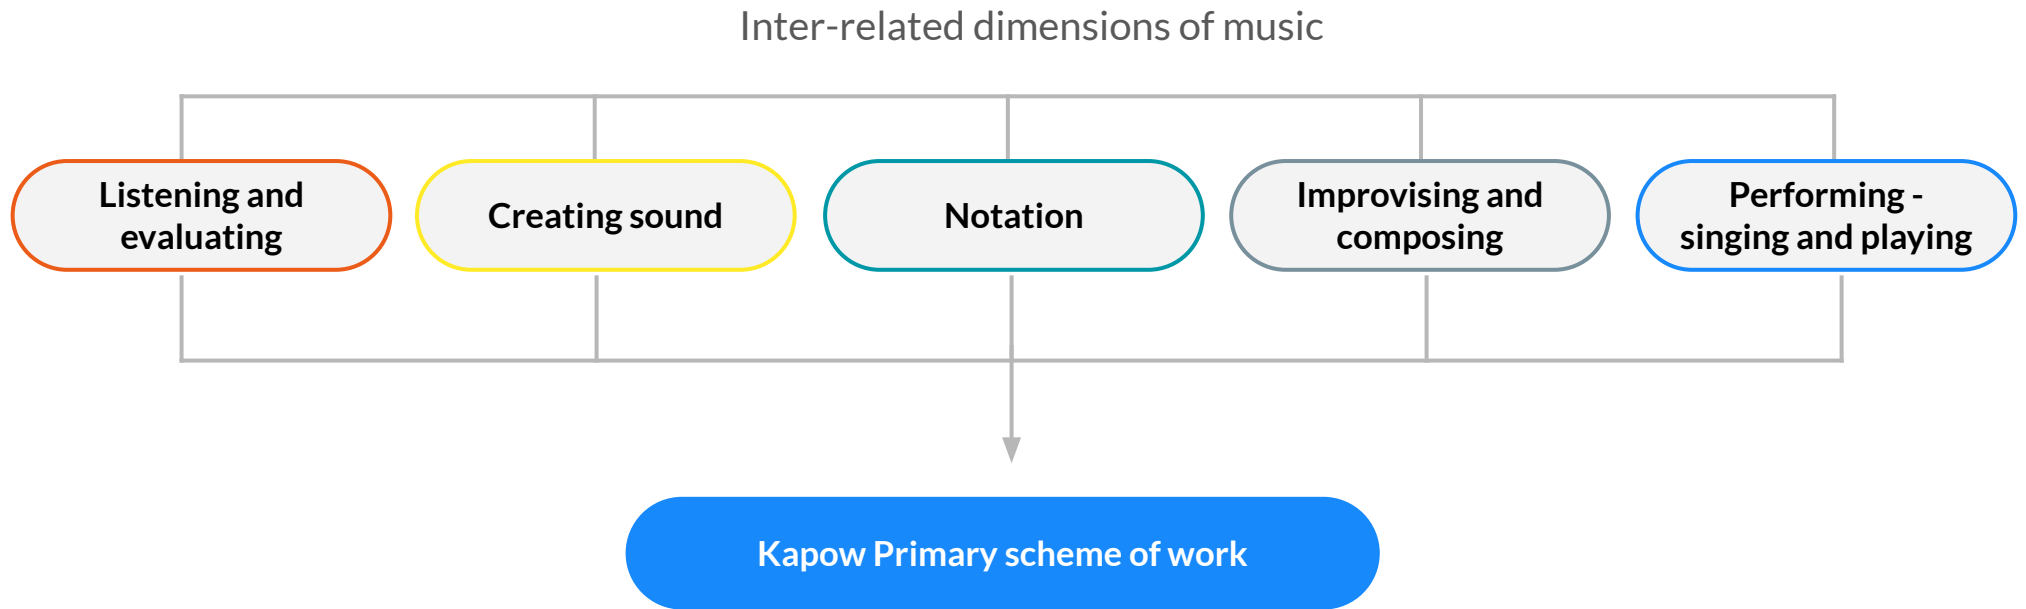 Inter-related dimensions of music
Listening and
evaluating
Creating sound
Notation
Improvising and
composing
Performing -
singing and playing
Kapow Primary scheme of work